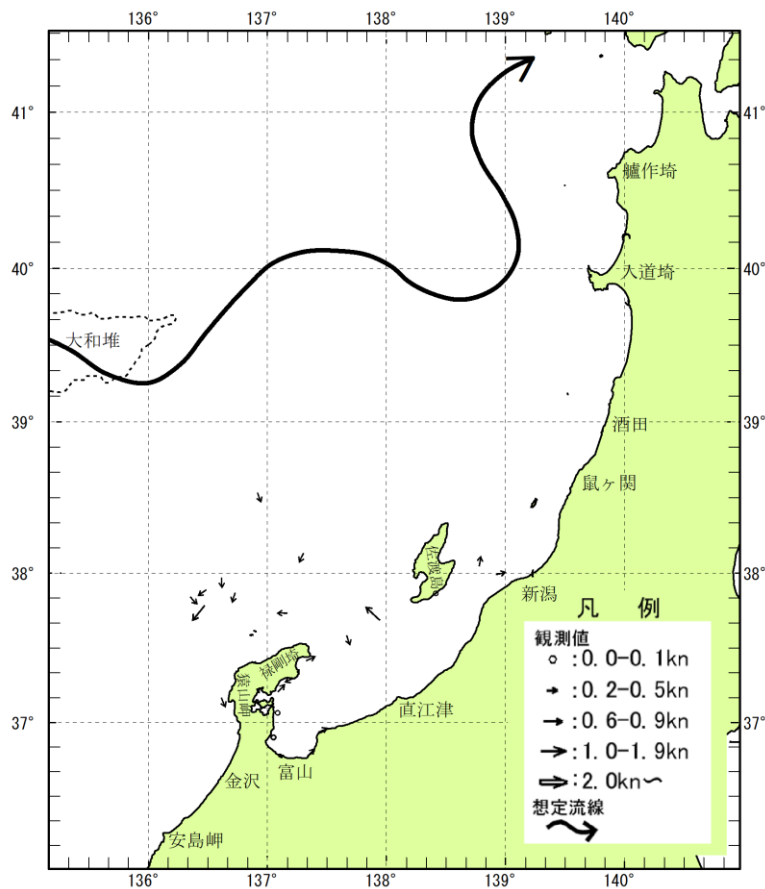 136° 137° 138° 139° 140°
41° 41°
艫作埼
40° 入道埼 40°
大和堆
39° 酒田 39°
鼠ヶ関
佐渡島
38° 38°
新潟
凡 例
観測値
:0.0-0.1kn
:0.2-0.5kn
:0.6-0.9kn
:1.0-1.9kn
:2.0kn〜
想定流線
禄剛埼
猿山岬
37° 直江津 37°
金沢 富山
安島岬
136° 137° 138° 139° 140°